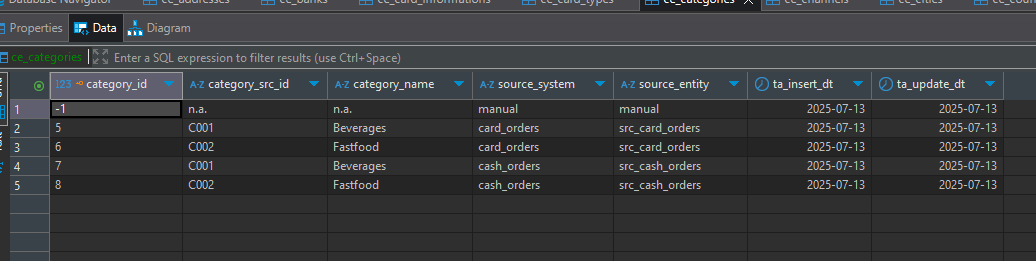 Database Navigator ce_addresses ce_banks ce_card_informations ce_card_types ce_categories X ce_channels ce_cities
Properties Data Diagram
ce_categories Enter a SQL expression to filter results (use Ctrl+Space)
123 category_id A-Z category_src_id A-Z category_name A-Z source_system A-Z source_entity ta_insert_dt ta_update_dt
1 -1 n.a. n.a. manual manual 2025-07-13 2025-07-13
2 5 C001 Beverages card_orders src_card_orders 2025-07-13 2025-07-13
3 6 C002 Fastfood card_orders src_card_orders 2025-07-13 2025-07-13
4 7 C001 Beverages cash_orders src_cash_orders 2025-07-13 2025-07-13
5 8 C002 Fastfood cash_orders src_cash_orders 2025-07-13 2025-07-13